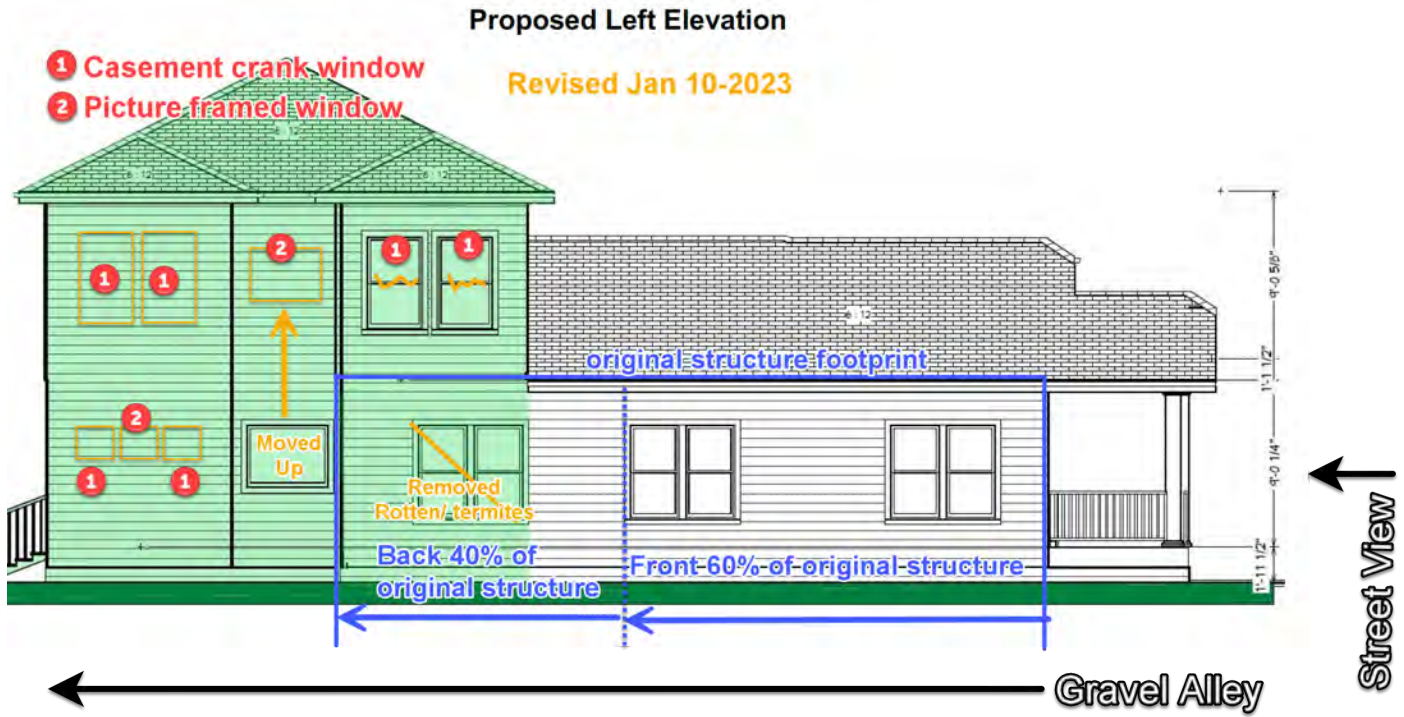 Proposed Left Elevation
1 Casement crank window
Revised Jan 10-2023
2 Picture framed window
6 : 12
6 : 12
6 : 12
2
1
1
1
1
9'-0 5/8"
6 : 12
original structure footprint
1'-1 1/2"
2
Moved
Up
1
1
Removed
Rotten/ termites
9'-0 1/4"
Back 40% of
original structure
Front 60% of original structure
1'-11 1/2"
Street View
Gravel Alley